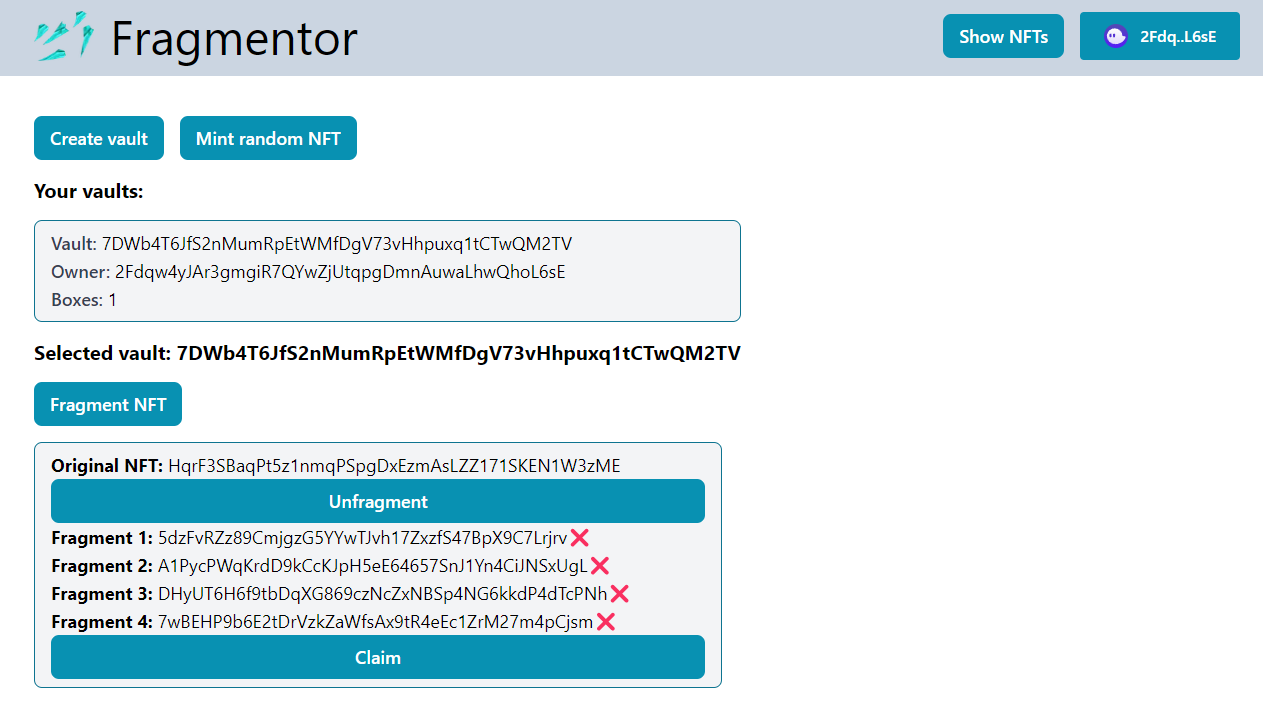 Fragmentor
Show NFTs
2Fdq..L6sE
Create vault
Mint random NFT
Your vaults:
Vault: 7DWb4T6JfS2nMumRpEtWMfDgV73vHhpuxq1tCTwQM2TV
Owner: 2Fdqw4yJAr3gmgiR7QYwZjUtqpgDmnAuwaLhwQhoL6sE
Boxes: 1
Selected vault: 7DWb4T6JfS2nMumRpEtWMfDgV73vHhpuxq1tCTwQM2TV
Fragment NFT
Original NFT: HqrF3SBaqPt5z1nmqPSpgDxEzmAsLZZ171SKEN1W3zME
Unfragment
Fragment 1: 5dzFvRZz89CmjgzG5YYwTJvh17ZxzfS47BpX9C7Lrjrv❌
Fragment 2: A1PycPWqKrdD9kCcKJpH5eE64657SnJ1Yn4CiJNSxUgL❌
Fragment 3: DHyUT6H6f9tbDqXG869czNcZxNBSp4NG6kkdP4dTcPNh❌
Fragment 4: 7wBEHP9b6E2tDrVzkZaWfsAx9tR4eEc1ZrM27m4pCjsm❌
Claim